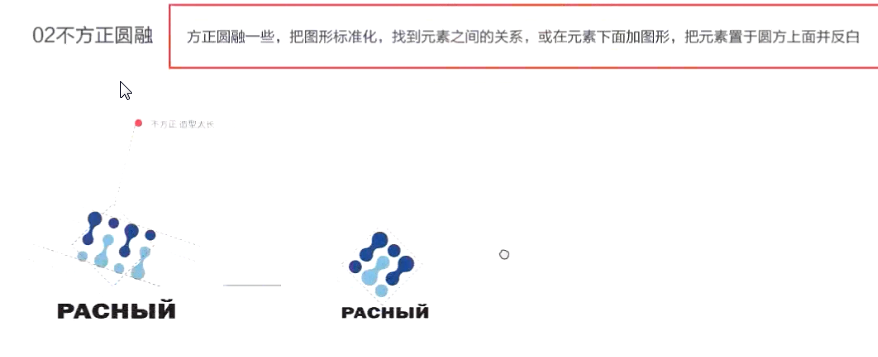 02不方正圆融
方正圆融一些，把图形标准化，找到元素之间的关系，或在元素下面加图形，把元素置于圆方上面并反白
不方正 造型太长
РАСНЫЙ
РАСНЫЙ